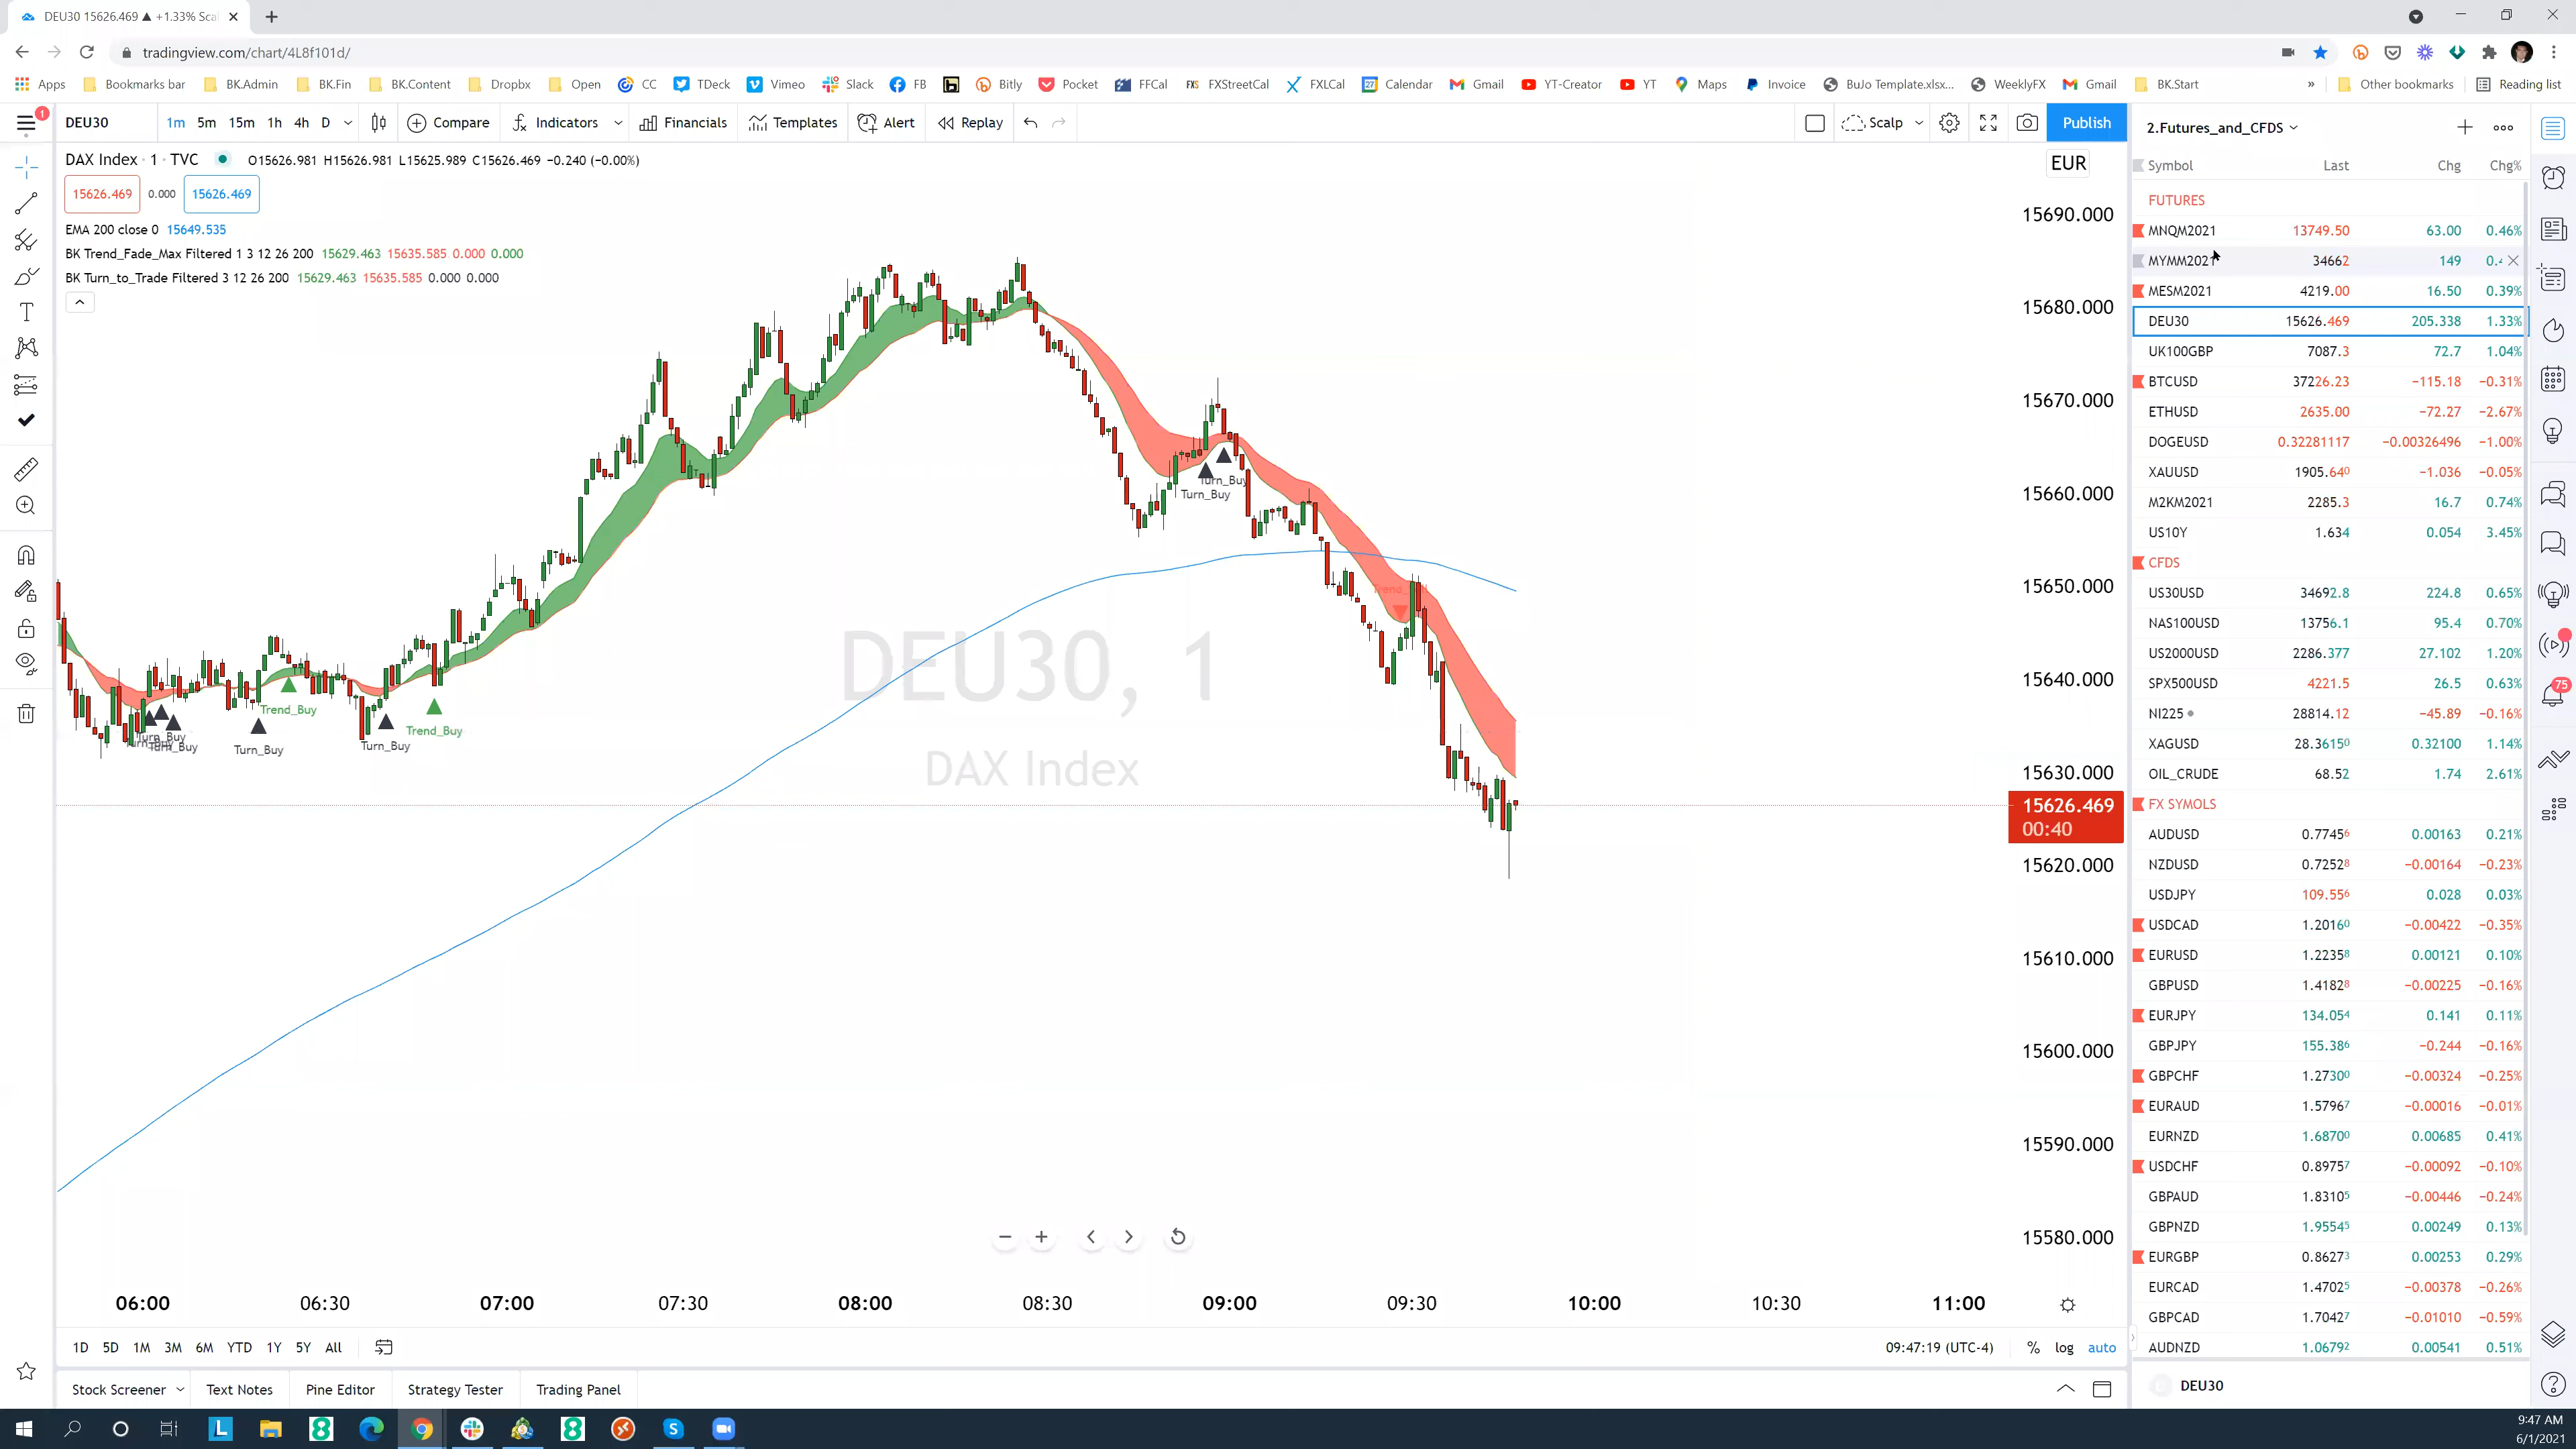 DEU30 15626.469 ▲ +1.33% Scal
tradingview.com/chart/4L8f101d/
Apps Bookmarks bar BK.Admin BK.Fin BK.Content Dropbx Open CC TDeck Vimeo Slack FB Bitly Pocket FFCal FXStreetCal FXLCal Calendar Gmail YT-Creator YT Maps Invoice BuJo Template.xlsx... WeeklyFX Gmail BK.Start » Other bookmarks Reading list
DEU30 1m 5m 15m 1h 4h D Compare Indicators Financials Templates Alert Replay Scalp Publish
DAX Index · 1 · TVC O15626.981 H15626.981 L15625.989 C15626.469 −0.240 (−0.00%)
15626.469 0.000 15626.469
EMA 200 close 0 15649.535
BK Trend_Fade_Max Filtered 1 3 12 26 200 15629.463 15635.585 0.000 0.000
BK Turn_to_Trade Filtered 3 12 26 200 15629.463 15635.585 0.000 0.000
EUR
15690.000
15680.000
15670.000
15660.000
15650.000
15640.000
15630.000
15626.469
00:40
15620.000
15610.000
15600.000
15590.000
15580.000
Turn_Buy
Turn_Buy
Trend_Buy
Trend_Buy
Turn_Buy
Turn_Buy
Turn_Buy
Turn_Buy
DEU30, 1
DAX Index
06:00 06:30 07:00 07:30 08:00 08:30 09:00 09:30 10:00 10:30 11:00
1D 5D 1M 3M 6M YTD 1Y 5Y All 09:47:19 (UTC-4) % log auto
Stock Screener Text Notes Pine Editor Strategy Tester Trading Panel
2.Futures_and_CFDS
Symbol Last Chg Chg%
FUTURES
MNQM2021 13749.50 63.00 0.46%
MYMM2021 34662 149
MESM2021 4219.00 16.50 0.39%
DEU30 15626.469 205.338 1.33%
UK100GBP 7087.3 72.7 1.04%
BTCUSD 37226.23 −115.18 −0.31%
ETHUSD 2635.00 −72.27 −2.67%
DOGEUSD 0.32281117 −0.00326496 −1.00%
XAUUSD 1905.640 −1.036 −0.05%
M2KM2021 2285.3 16.7 0.74%
US10Y 1.634 0.054 3.45%
CFDS
US30USD 34692.8 224.8 0.65%
NAS100USD 13756.1 95.4 0.70%
US2000USD 2286.377 27.102 1.20%
SPX500USD 4221.5 26.5 0.63%
NI225 28814.12 −45.89 −0.16%
XAGUSD 28.36150 0.32100 1.14%
OIL_CRUDE 68.52 1.74 2.61%
FX SYMOLS
AUDUSD 0.77456 0.00163 0.21%
NZDUSD 0.72528 −0.00164 −0.23%
USDJPY 109.556 0.028 0.03%
USDCAD 1.20160 −0.00422 −0.35%
EURUSD 1.22358 0.00121 0.10%
GBPUSD 1.41828 −0.00225 −0.16%
EURJPY 134.054 0.141 0.11%
GBPJPY 155.386 −0.244 −0.16%
GBPCHF 1.27300 −0.00324 −0.25%
EURAUD 1.57967 −0.00016 −0.01%
EURNZD 1.68700 0.00685 0.41%
USDCHF 0.89757 −0.00092 −0.10%
GBPAUD 1.83105 −0.00446 −0.24%
GBPNZD 1.95545 0.00249 0.13%
EURGBP 0.86273 0.00253 0.29%
EURCAD 1.47025 −0.00378 −0.26%
GBPCAD 1.70427 −0.01010 −0.59%
AUDNZD 1.06792 0.00541 0.51%
DEU30
75
9:47 AM
6/1/2021